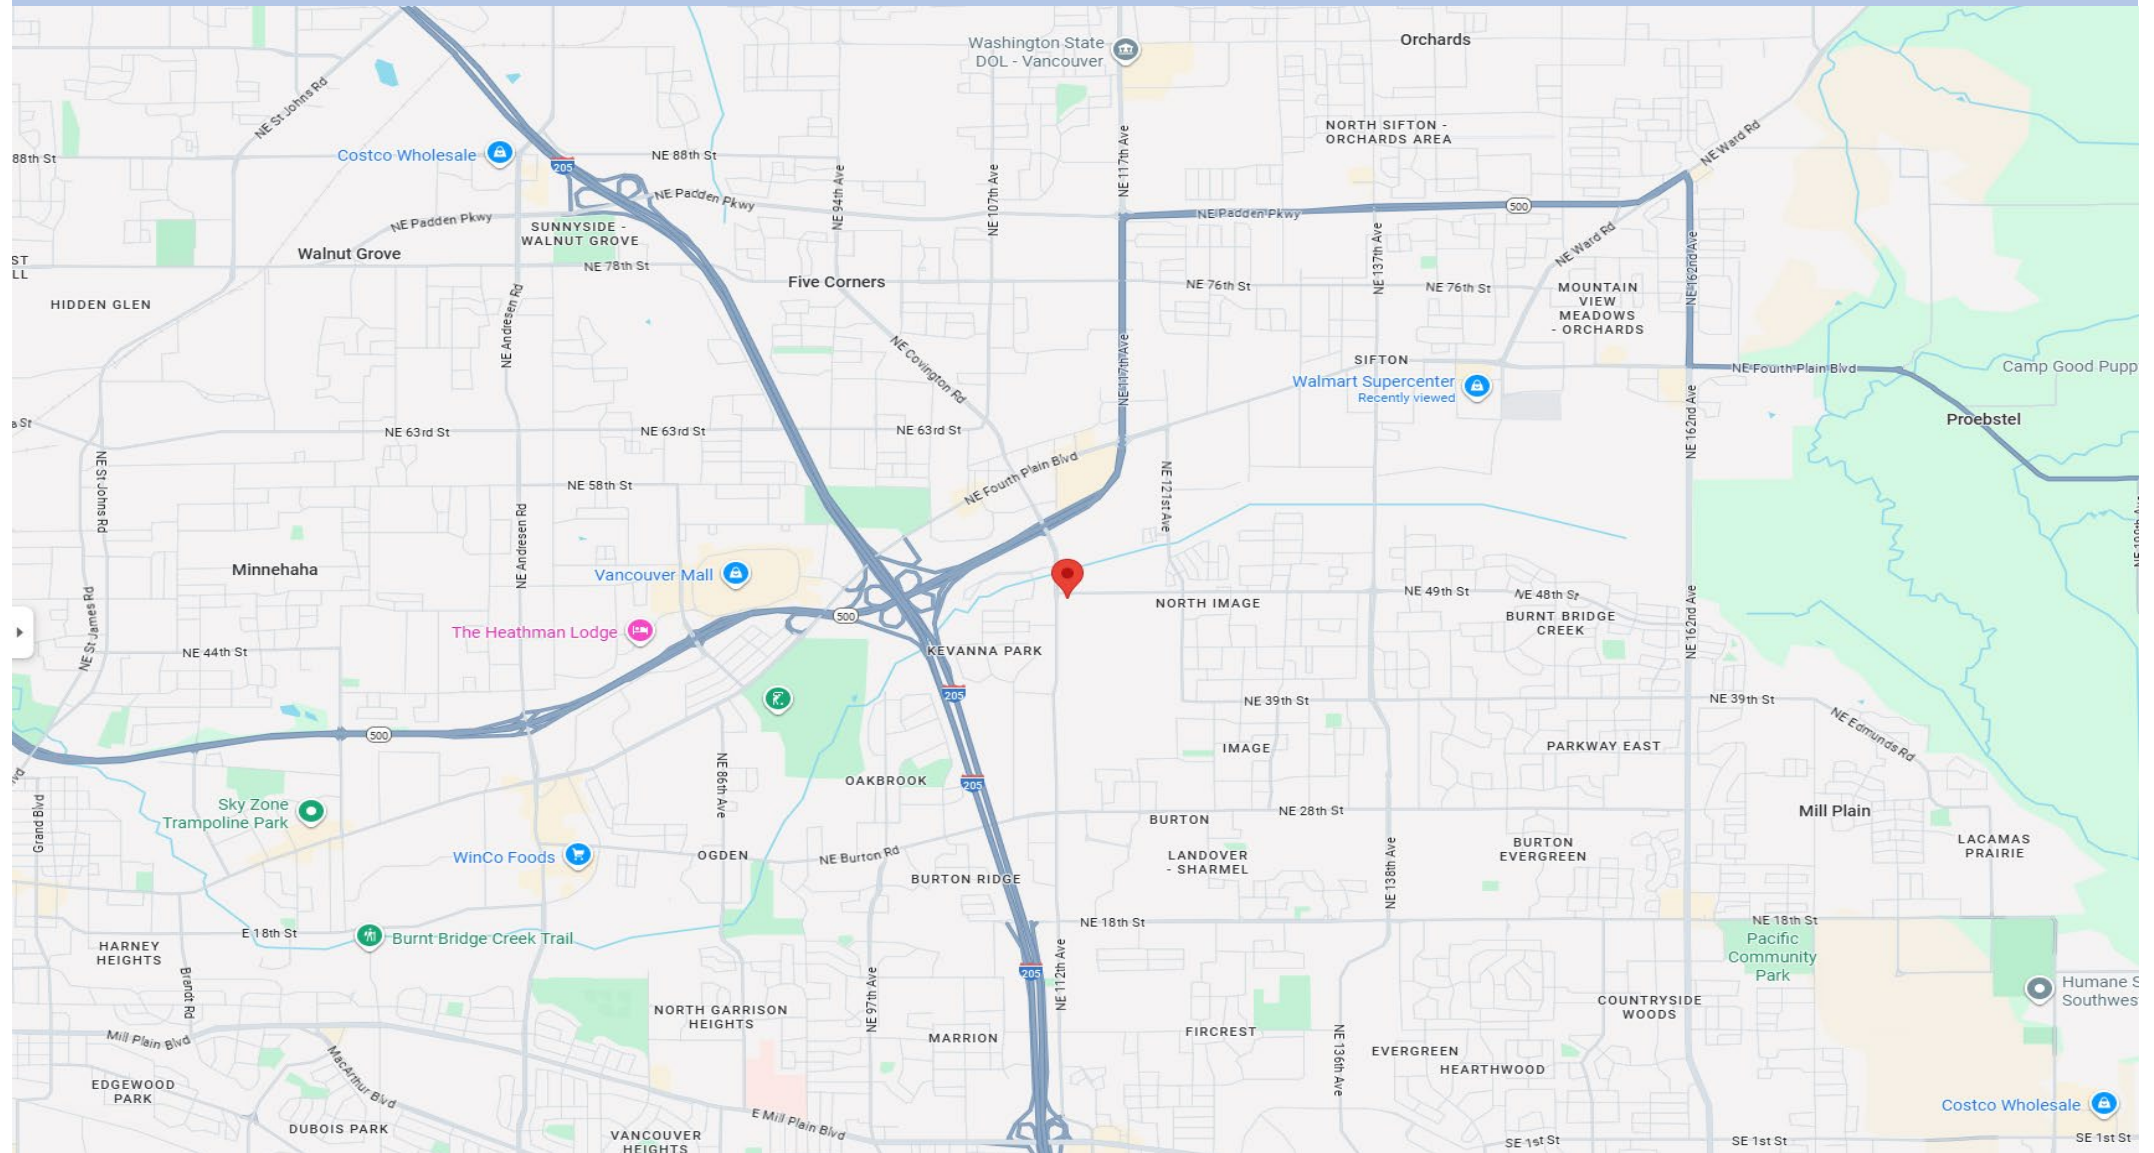 Washington State
DOL - Vancouver
Orchards
NE St Johns Rd
NORTH SIFTON -
ORCHARDS AREA
NE Ward Rd
88th St
Costco Wholesale
205
NE 88th St
NE 94th Ave
NE 107th Ave
NE 117th Ave
NE Padden Pkwy
NE Padden Pkwy
NE Padden Pkwy
500
SUNNYSIDE -
WALNUT GROVE
Walnut Grove
NE 78th St
ST
LL
HIDDEN GLEN
Five Corners
NE 76th St
NE 137th Ave
NE 76th St
NE Ward Rd
MOUNTAIN
VIEW
MEADOWS
- ORCHARDS
NE 162nd Ave
NE Andresen Rd
NE Covington Rd
NE 117th Ave
SIFTON
Walmart Supercenter
Recently viewed
NE Fourth Plain Blvd
Camp Good Pupp
Proebstel
a St
NE 63rd St
NE 63rd St
NE 63rd St
NE 162nd Ave
NE St Johns Rd
NE 58th St
NE Fourth Plain Blvd
NE 121st Ave
NE Andresen Rd
Minnehaha
Vancouver Mall
NE St James Rd
The Heathman Lodge
500
NORTH IMAGE
NE 49th St
NE 48th St
BURNT BRIDGE
CREEK
NE 162nd Ave
NE 44th St
KEVANNA PARK
205
NE 39th St
NE 39th St
NE Edmunds Rd
500
IMAGE
PARKWAY EAST
NE 86th Ave
OAKBROOK
205
vd
Grand Blvd
Sky Zone
Trampoline Park
NE 28th St
BURTON
Mill Plain
LACAMAS
PRAIRIE
WinCo Foods
OGDEN
NE Burton Rd
LANDOVER
- SHARMEL
NE 138th Ave
BURTON
EVERGREEN
BURTON RIDGE
NE 18th St
NE 18th St
E 18th St
Burnt Bridge Creek Trail
HARNEY
HEIGHTS
Brandt Rd
Pacific
Community
Park
205
NE 112th Ave
NE 97th Ave
Humane S
Southwes
NORTH GARRISON
HEIGHTS
COUNTRYSIDE
WOODS
Mill Plain Blvd
MARRION
FIRCREST
NE 136th Ave
EVERGREEN
HEARTHWOOD
MacArthur Blvd
EDGEWOOD
PARK
Costco Wholesale
DUBOIS PARK
E Mill Plain Blvd
VANCOUVER
HEIGHTS
SE 1st St
SE 1st St
SE 1st St